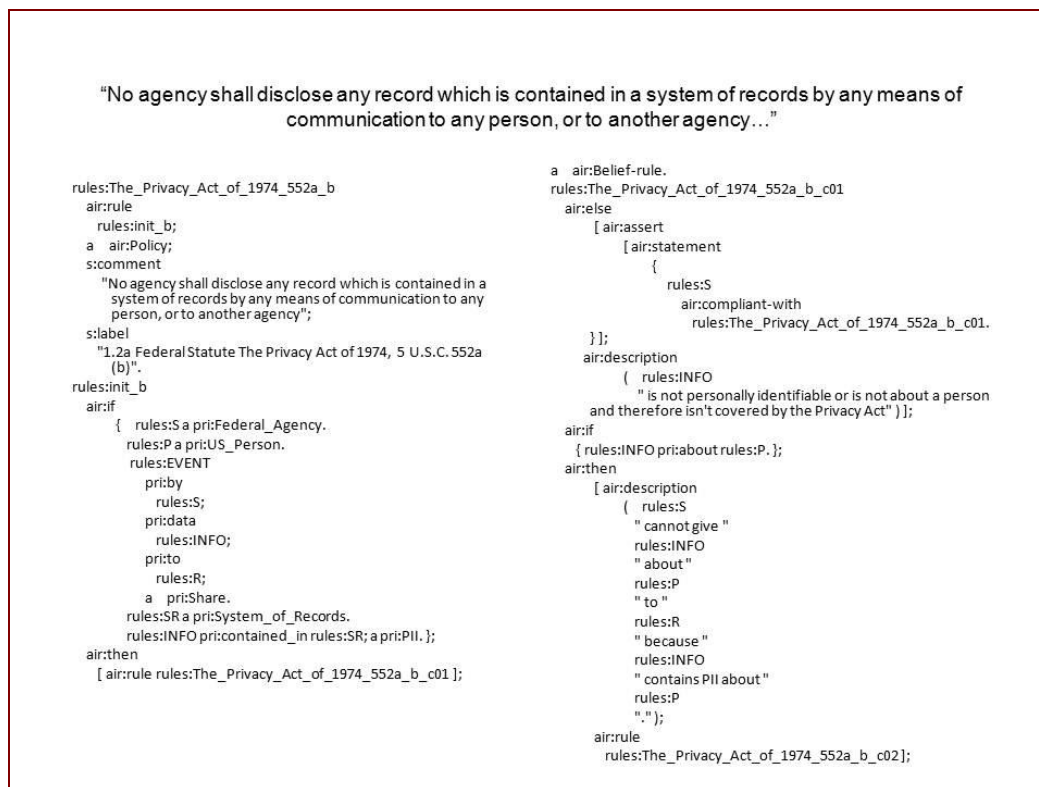 “No agency shall disclose any record which is contained in a system of records by any means of
communication to any person, or to another agency…”
rules:The_Privacy_Act_of_1974_552a_b
air:rule
rules:init_b;
a air:Policy;
s:comment
"No agency shall disclose any record which is contained in a
system of records by any means of communication to any
person, or to another agency";
s:label
"1.2a Federal Statute The Privacy Act of 1974, 5 U.S.C. 552a
(b)".
rules:init_b
air:if
{ rules:S a pri:Federal_Agency.
rules:P a pri:US_Person.
rules:EVENT
pri:by
rules:S;
pri:data
rules:INFO;
pri:to
rules:R;
a pri:Share.
rules:SR a pri:System_of_Records.
rules:INFO pri:contained_in rules:SR; a pri:PII. };
air:then
[ air:rule rules:The_Privacy_Act_of_1974_552a_b_c01 ];
a air:Belief-rule.
rules:The_Privacy_Act_of_1974_552a_b_c01
air:else
[ air:assert
[ air:statement
{
rules:S
air:compliant-with
rules:The_Privacy_Act_of_1974_552a_b_c01.
} ];
air:description
( rules:INFO
" is not personally identifiable or is not about a person
and therefore isn't covered by the Privacy Act" ) ];
air:if
{ rules:INFO pri:about rules:P. };
air:then
[ air:description
( rules:S
" cannot give "
rules:INFO
" about "
rules:P
" to "
rules:R
" because "
rules:INFO
" contains PII about "
rules:P
"." );
air:rule
rules:The_Privacy_Act_of_1974_552a_b_c02 ];